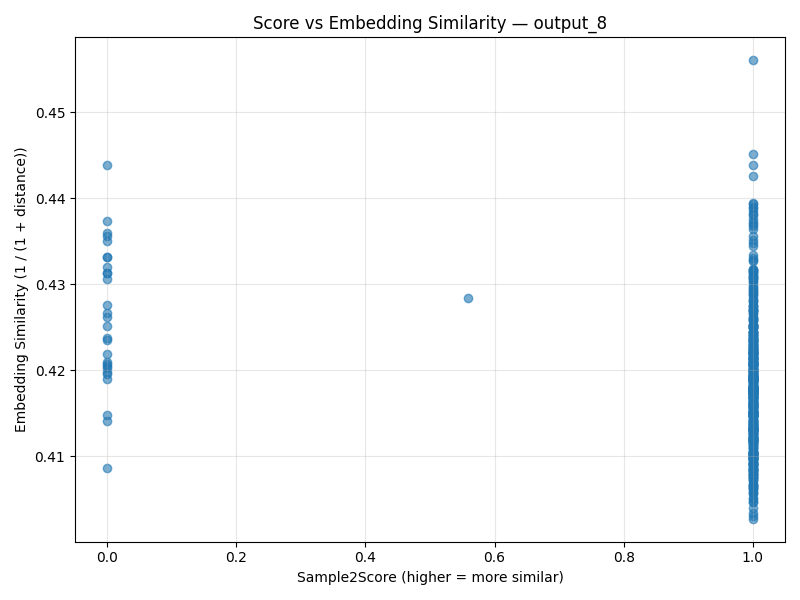 Score vs Embedding Similarity — output_8
0.45
0.44
0.43
0.42
0.41
Embedding Similarity (1 / (1 + distance))
0.0 0.2 0.4 0.6 0.8 1.0
Sample2Score (higher = more similar)